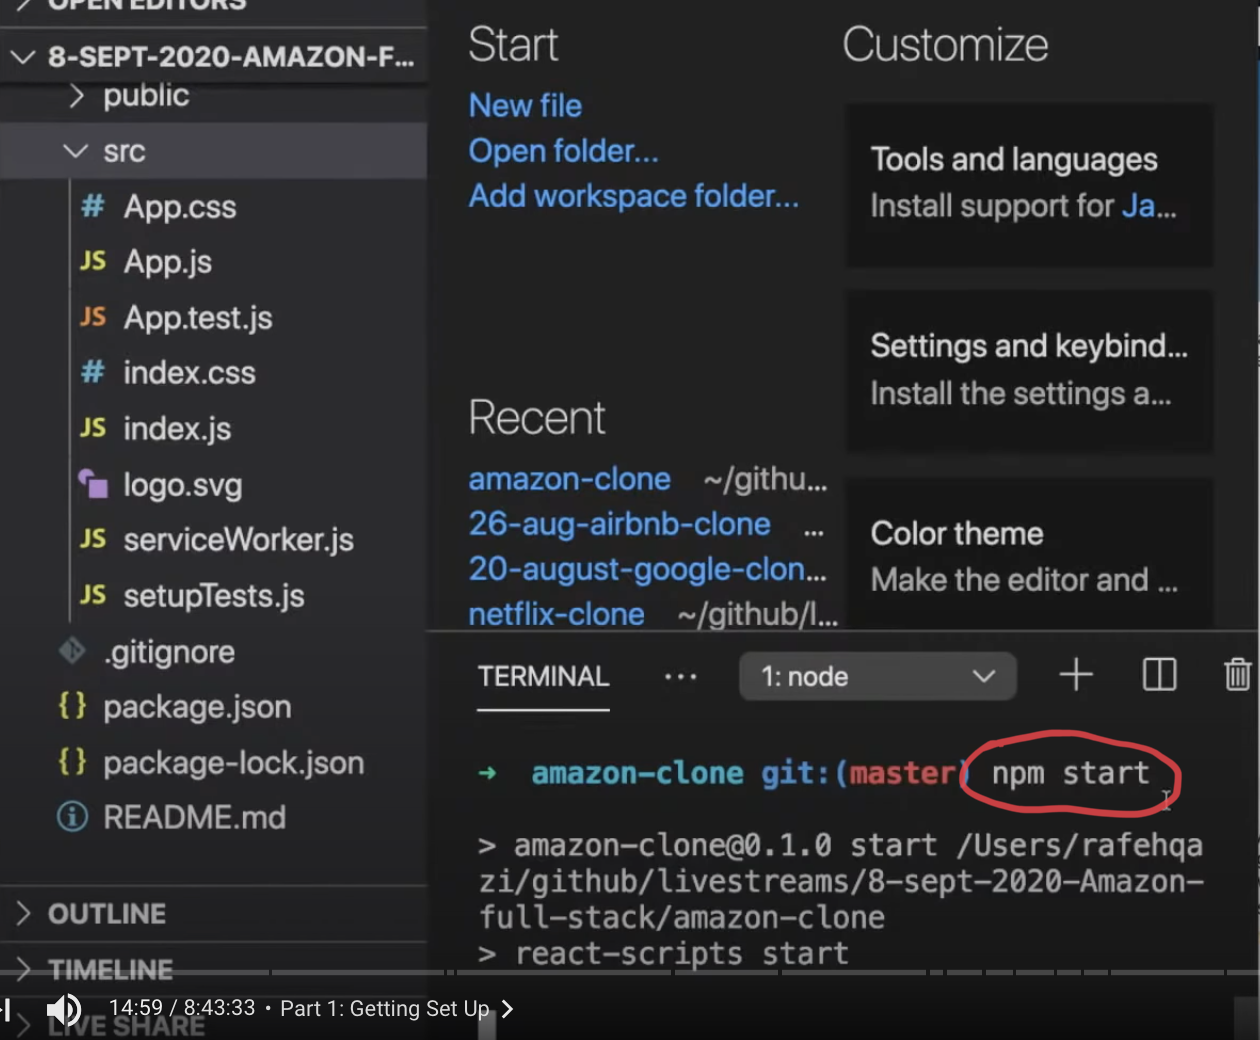 OPEN EDITORS
8-SEPT-2020-AMAZON-F...
public
src
App.css
App.js
App.test.js
index.css
index.js
logo.svg
serviceWorker.js
setupTests.js
.gitignore
package.json
package-lock.json
README.md
OUTLINE
TIMELINE
LIVE SHARE
Start
New file
Open folder...
Add workspace folder...
Recent
amazon-clone ~/githu...
26-aug-airbnb-clone ...
20-august-google-clon...
netflix-clone ~/github/l...
Customize
Tools and languages
Install support for Ja...
Settings and keybind...
Install the settings a...
Color theme
Make the editor and ...
TERMINAL ... 1: node
→ amazon-clone git:(master) npm start
> amazon-clone@0.1.0 start /Users/rafehqa
zi/github/livestreams/8-sept-2020-Amazon-
full-stack/amazon-clone
> react-scripts start
14:59 / 8:43:33 • Part 1: Getting Set Up >